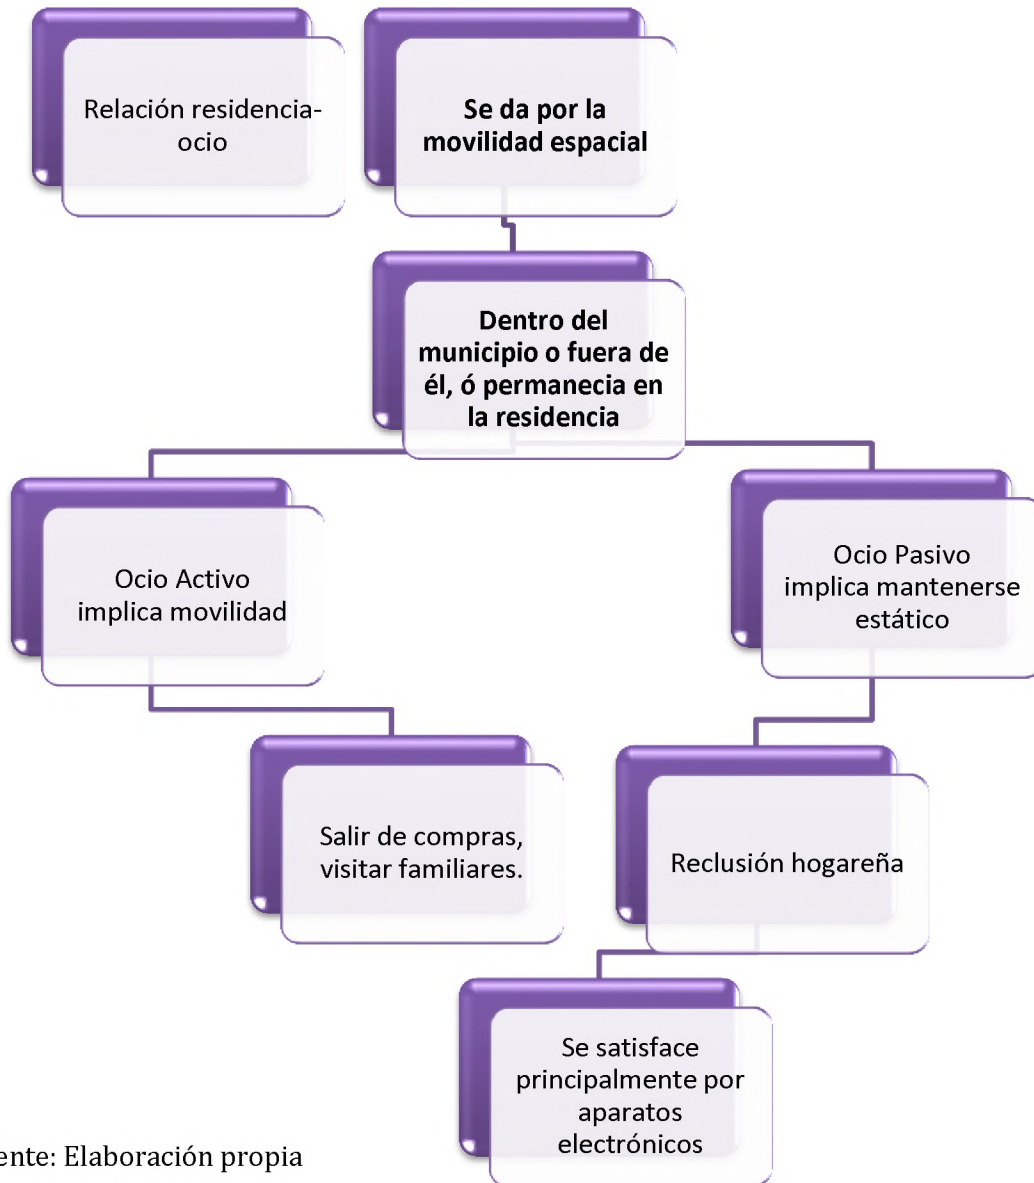 Relación residencia-
ocio
Se da por la
movilidad espacial
Dentro del
municipio o fuera de
él, ó permanecia en
la residencia
Ocio Activo
implica movilidad
Ocio Pasivo
implica mantenerse
estático
Salir de compras,
visitar familiares.
Reclusión hogareña
Se satisface
principalmente por
aparatos
electrónicos
ente: Elaboración propia